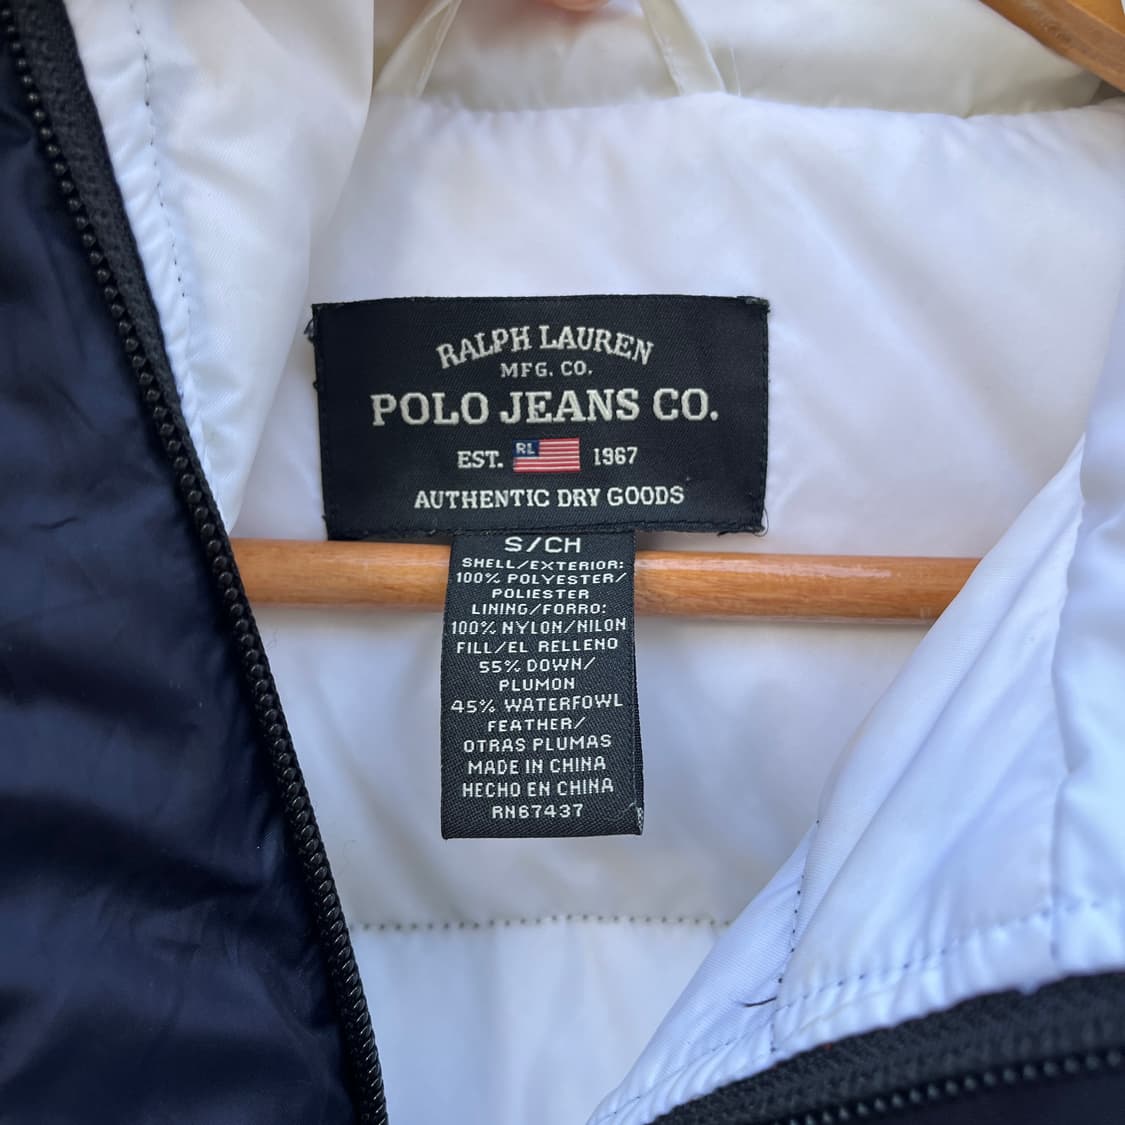 RALPH LAUREN
MFG. CO.
POLO JEANS CO.
EST. RL 1967
AUTHENTIC DRY GOODS
S/CH
SHELL/EXTERIOR:
100% POLYESTER/
POLIESTER
LINING/FORRO:
100% NYLON/NILON
FILL/EL RELLENO
55% DOWN/
PLUMON
45% WATERFOWL
FEATHER/
OTRAS PLUMAS
MADE IN CHINA
HECHO EN CHINA
RN67437